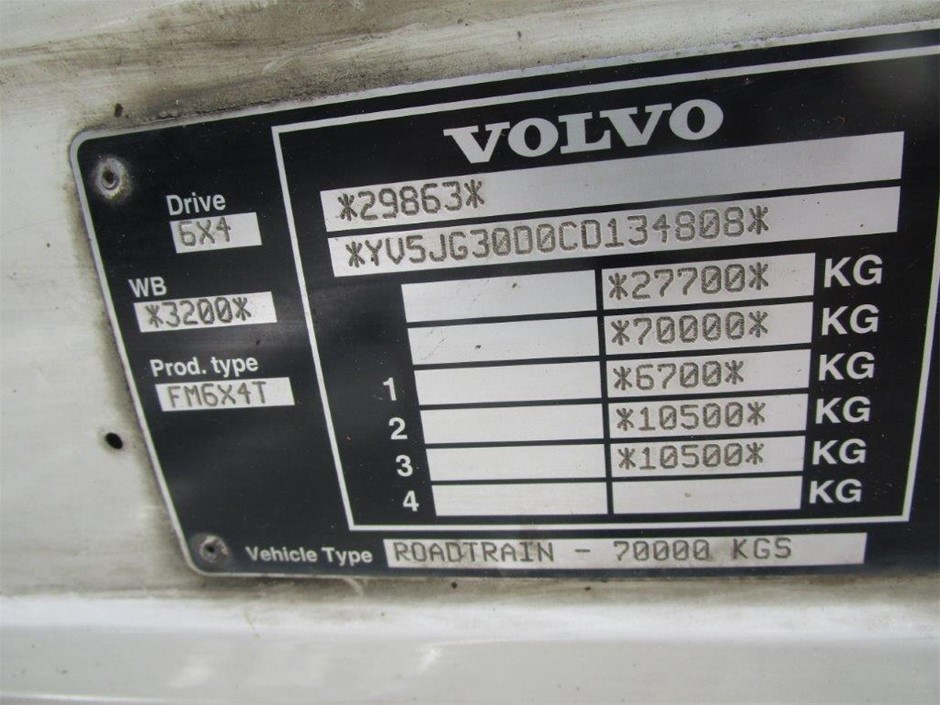 VOLVO
Drive
6X4
*29863*
*YV5JG30D0CD134808*
WB
*3200*
*27700* KG
*70000* KG
Prod. type
FM6X4T
1 *6700* KG
2 *10500* KG
3 *10500* KG
4 KG
Vehicle Type ROADTRAIN - 70000 KGS